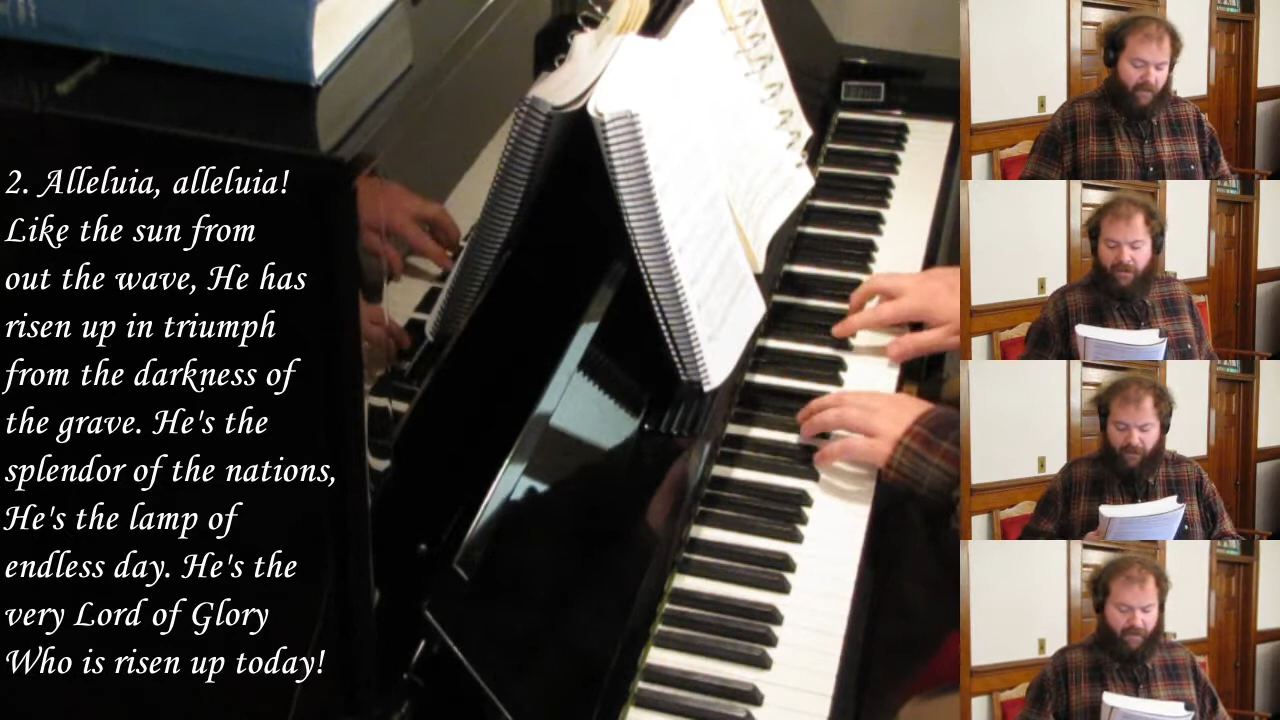 2. Alleluia, alleluia!
Like the sun from
out the wave, He has
risen up in triumph
from the darkness of
the grave. He's the
splendor of the nations,
He's the lamp of
endless day. He's the
very Lord of Glory
Who is risen up today!